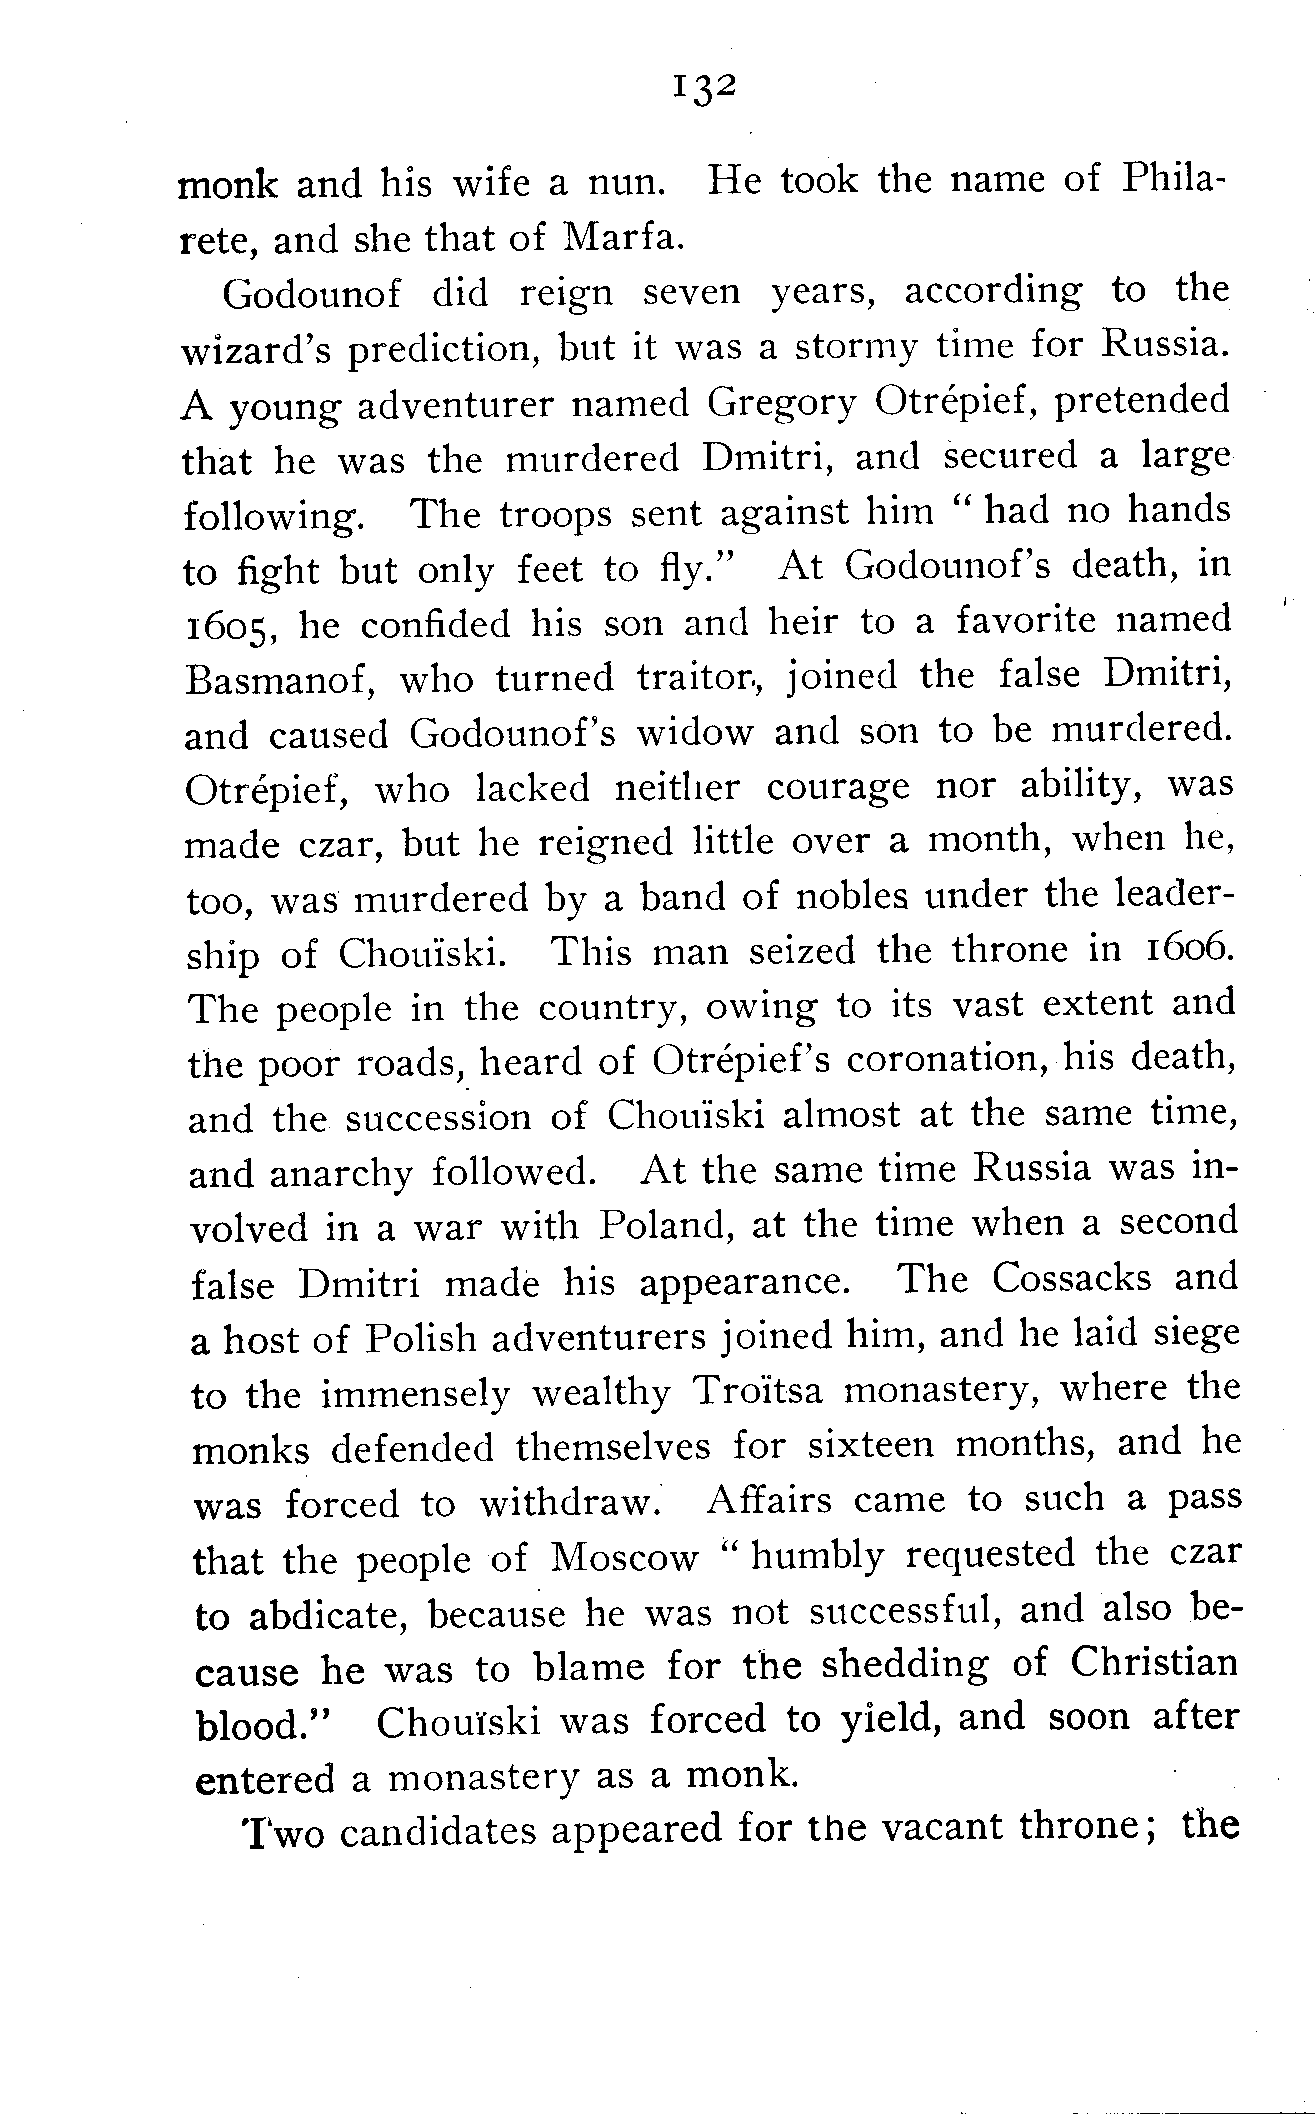 132
monk and his wife a nun. He took the name of Phila-
rete, and she that of Marfa.
Godounof did reign seven years, according to the
wizard's prediction, but it was a stormy time for Russia.
A young adventurer named Gregory Otrépief, pretended
that he was the murdered Dmitri, and secured a large
following. The troops sent against him " had no hands
to fight but only feet to fly." At Godounof's death, in
1605, he confided his son and heir to a favorite named
Basmanof, who turned traitor, joined the false Dmitri,
and caused Godounof's widow and son to be murdered.
Otrépief, who lacked neither courage nor ability, was
made czar, but he reigned little over a month, when he,
too, was murdered by a band of nobles under the leader-
ship of Chouïski. This man seized the throne in 1606.
The people in the country, owing to its vast extent and
the poor roads, heard of Otrépief's coronation, his death,
and the succession of Chouïski almost at the same time,
and anarchy followed. At the same time Russia was in-
volved in a war with Poland, at the time when a second
false Dmitri made his appearance. The Cossacks and
a host of Polish adventurers joined him, and he laid siege
to the immensely wealthy Troïtsa monastery, where the
monks defended themselves for sixteen months, and he
was forced to withdraw. Affairs came to such a pass
that the people of Moscow " humbly requested the czar
to abdicate, because he was not successful, and also be-
cause he was to blame for the shedding of Christian
blood." Chouïski was forced to yield, and soon after
entered a monastery as a monk.
Two candidates appeared for the vacant throne; the